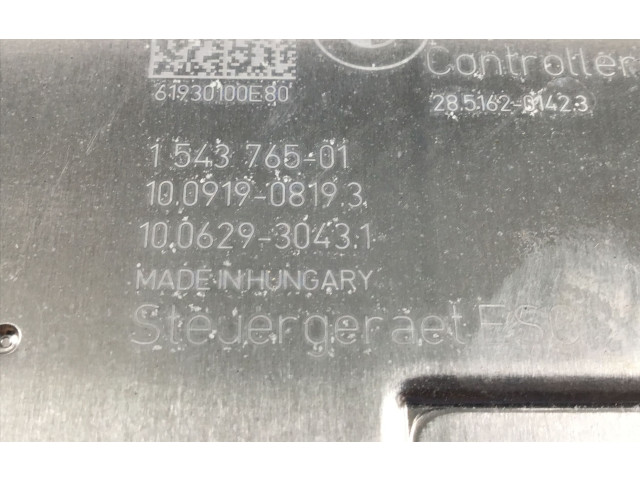 Controller
61930100E80
28.5162-0142.3
1 543 765-01
10.0919-0819.3
10.0629-3043.1
MADE IN HUNGARY
Steuergeraet